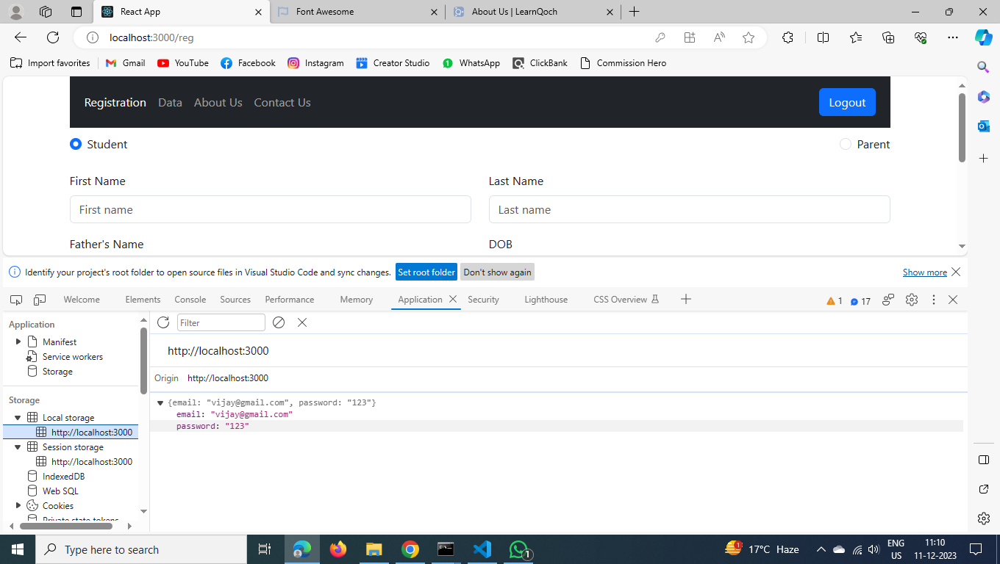 React App
Font Awesome
About Us | LearnQoch
localhost:3000/reg
Import favorites
Gmail
YouTube
Facebook
Instagram
Creator Studio
WhatsApp
ClickBank
Commission Hero
Registration Data About Us Contact Us Logout
Student
Parent
First Name
Last Name
First name
Last name
Father's Name
DOB
Identify your project's root folder to open source files in Visual Studio Code and sync changes. Set root folder Don't show again Show more
Welcome Elements Console Sources Performance Memory Application Security Lighthouse CSS Overview 1 17
Application
Manifest
Service workers
Storage
Storage
Local storage
http://localhost:3000
Session storage
http://localhost:3000
IndexedDB
Web SQL
Cookies
Private state tokens
Filter
http://localhost:3000
Origin http://localhost:3000
{email: "vijay@gmail.com", password: "123"}
email: "vijay@gmail.com"
password: "123"
Type here to search
1
1
17°C Haze
ENG
US
11:10
11-12-2023